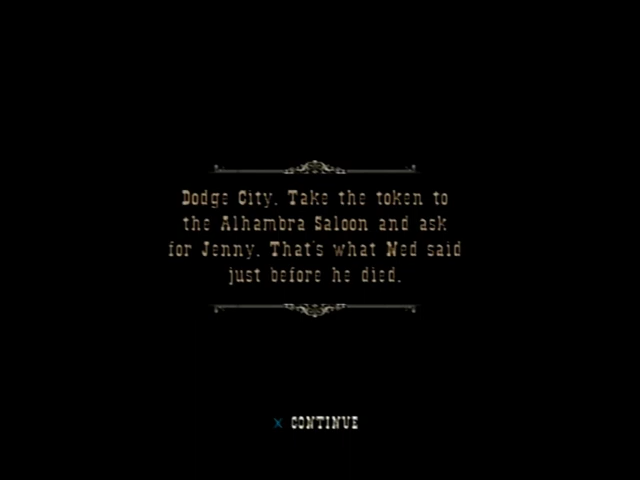 Dodge City. Take the token to
the Alhambra Saloon and ask
for Jenny. That's what Ned said
just before he died.
X CONTINUE